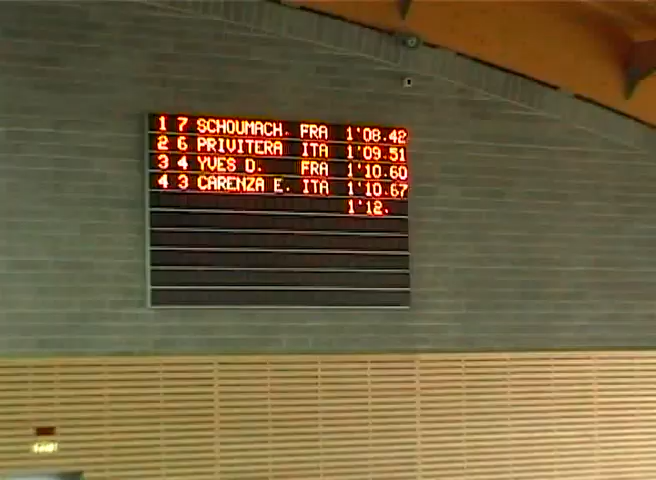 1 7 SCHOUMACH. FRA 1'08.42
2 6 PRIVITERA ITA 1'09.51
3 4 YVES D. FRA 1'10.60
4 3 CARENZA E. ITA 1'10.67
1'12.